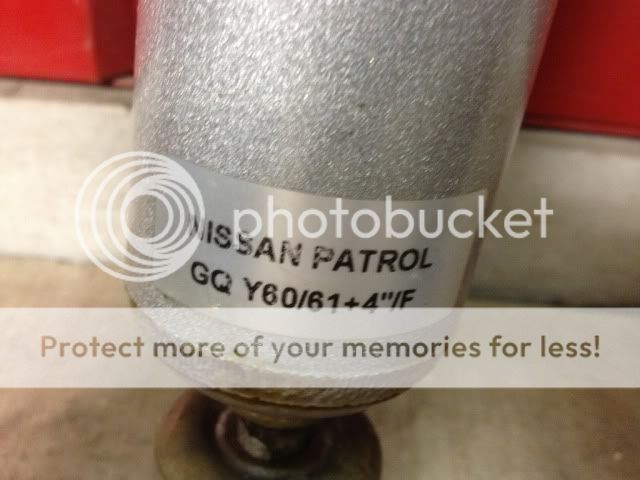 photobucket
NISSAN PATROL
GQ Y60/61+4"/F
Protect more of your memories for less!